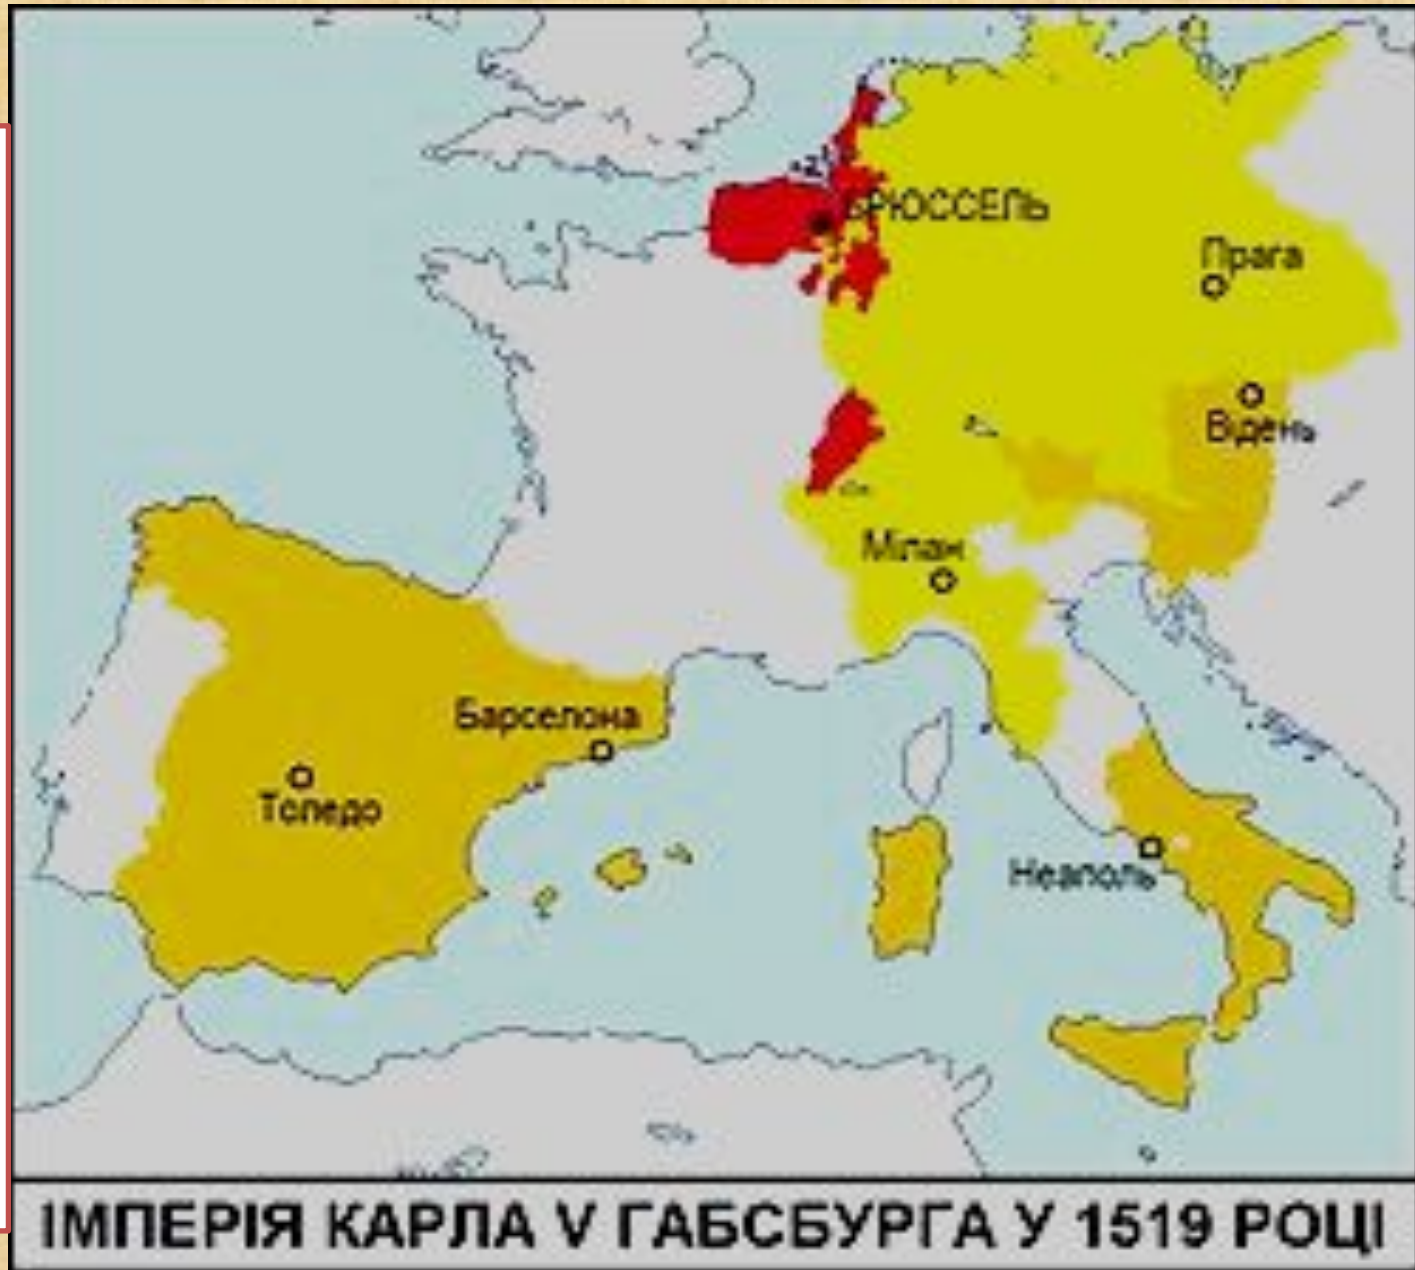 БРЮССЕЛЬ
Прага
Відень
Мілан
Барселона
Толедо
Неаполь
ІМПЕРІЯ КАРЛА V ГАБСБУРГА У 1519 РОЦІ